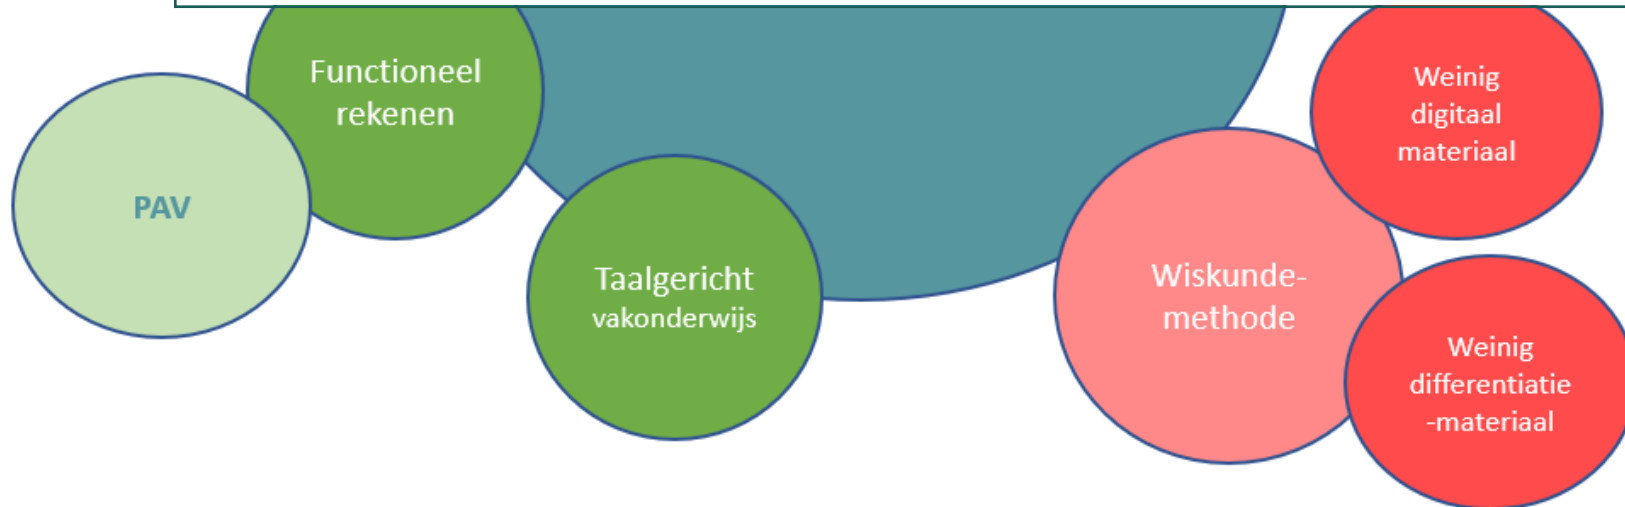 Functioneel
rekenen
PAV
Taalgericht
vakonderwijs
Wiskunde-
methode
Weinig
digitaal
materiaal
Weinig
differentiatie
-materiaal